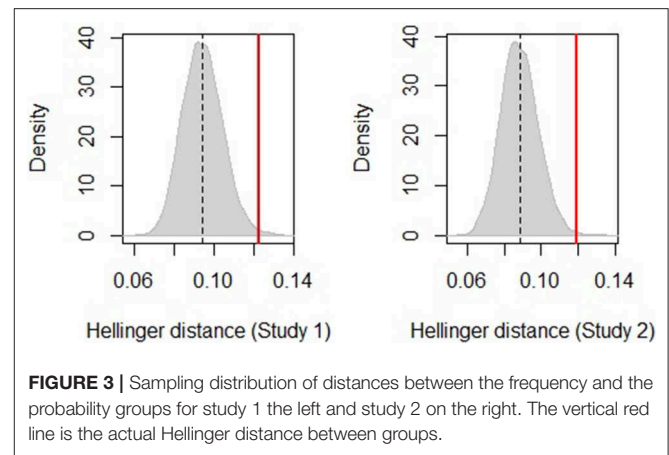 40
30
20
10
0
Density
0.06 0.10 0.14
Hellinger distance (Study 1)
40
30
20
10
0
Density
0.06 0.10 0.14
Hellinger distance (Study 2)
FIGURE 3 | Sampling distribution of distances between the frequency and the
probability groups for study 1 the left and study 2 on the right. The vertical red
line is the actual Hellinger distance between groups.